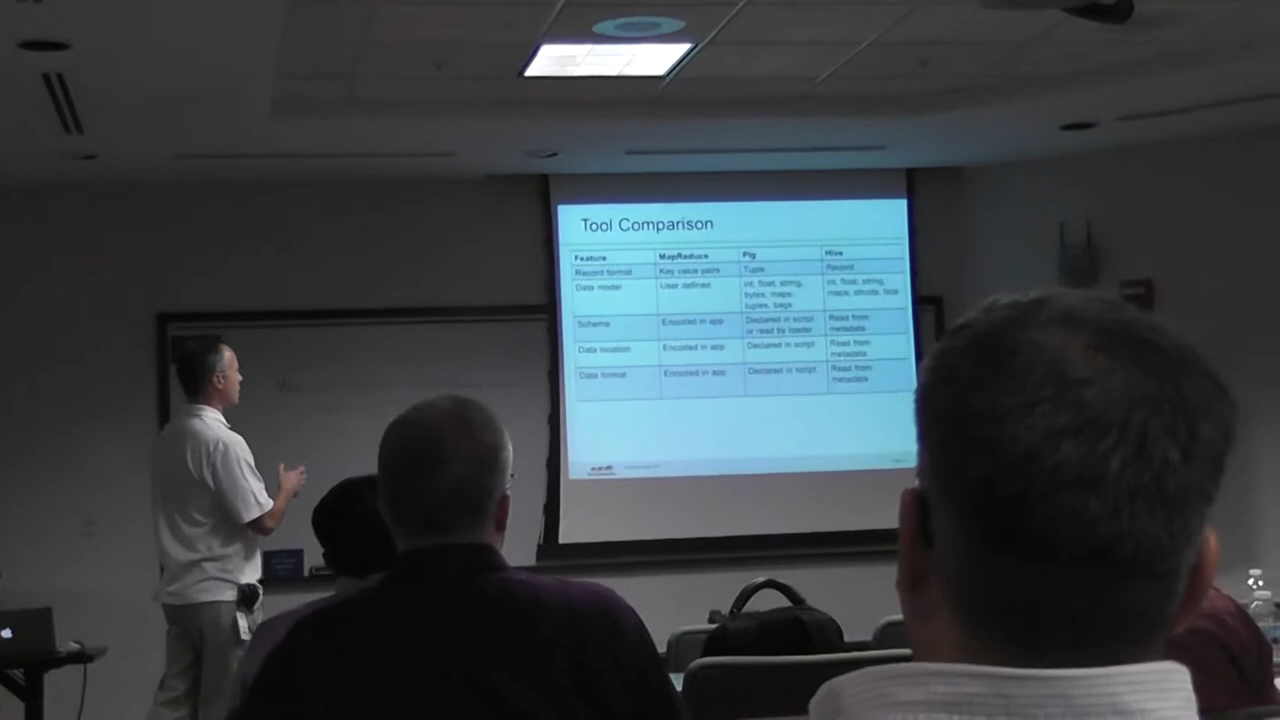 Tool Comparison
Feature MapReduce Pig Hive
Record format Key value pairs Tuple Record
Data model User defined int, float, string, bytes, maps, tuples, bags int, float, string, maps, structs, lists
Schema Encoded in app Declared in script or read by loader Read from metadata
Data location Encoded in app Declared in script Read from metadata
Data format Encoded in app Declared in script Read from metadata